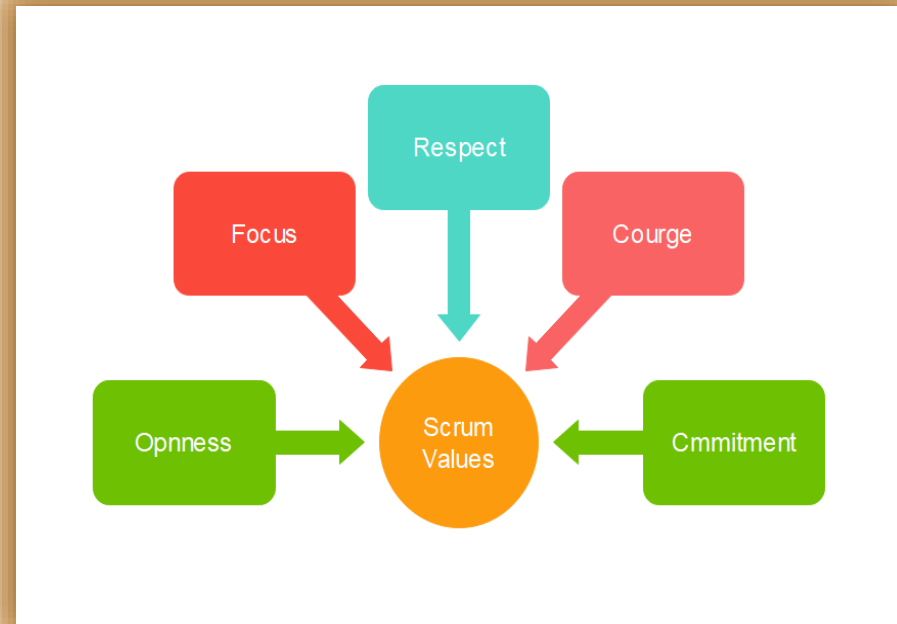 Respect
Focus
Courge
Scrum
Values
Opnness
Cmmitment